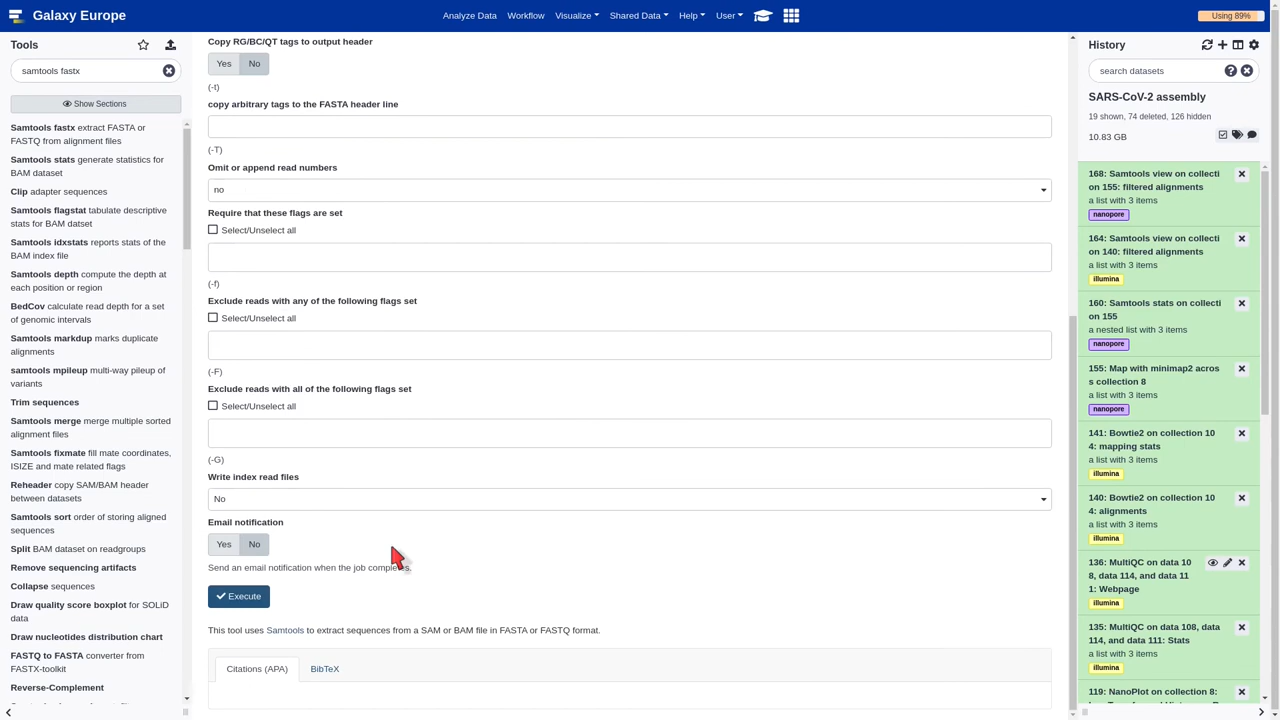 Galaxy Europe
Analyze Data Workflow Visualize Shared Data Help User
Using 89%
Tools
samtools fastx
Show Sections
Samtools fastx extract FASTA or
FASTQ from alignment files
Samtools stats generate statistics for
BAM dataset
Clip adapter sequences
Samtools flagstat tabulate descriptive
stats for BAM datset
Samtools idxstats reports stats of the
BAM index file
Samtools depth compute the depth at
each position or region
BedCov calculate read depth for a set
of genomic intervals
Samtools markdup marks duplicate
alignments
samtools mpileup multi-way pileup of
variants
Trim sequences
Samtools merge merge multiple sorted
alignment files
Samtools fixmate fill mate coordinates,
ISIZE and mate related flags
Reheader copy SAM/BAM header
between datasets
Samtools sort order of storing aligned
sequences
Split BAM dataset on readgroups
Remove sequencing artifacts
Collapse sequences
Draw quality score boxplot for SOLiD
data
Draw nucleotides distribution chart
FASTQ to FASTA converter from
FASTX-toolkit
Reverse-Complement
Copy RG/BC/QT tags to output header
Yes No
(-t)
copy arbitrary tags to the FASTA header line
(-T)
Omit or append read numbers
no
Require that these flags are set
Select/Unselect all
(-f)
Exclude reads with any of the following flags set
Select/Unselect all
(-F)
Exclude reads with all of the following flags set
Select/Unselect all
(-G)
Write index read files
No
Email notification
Yes No
Send an email notification when the job completes.
Execute
This tool uses Samtools to extract sequences from a SAM or BAM file in FASTA or FASTQ format.
Citations (APA) BibTeX
History
search datasets
SARS-CoV-2 assembly
19 shown, 74 deleted, 126 hidden
10.83 GB
168: Samtools view on collecti
on 155: filtered alignments
a list with 3 items
nanopore
164: Samtools view on collecti
on 140: filtered alignments
a list with 3 items
illumina
160: Samtools stats on collecti
on 155
a nested list with 3 items
nanopore
155: Map with minimap2 acros
s collection 8
a list with 3 items
nanopore
141: Bowtie2 on collection 10
4: mapping stats
a list with 3 items
illumina
140: Bowtie2 on collection 10
4: alignments
a list with 3 items
illumina
136: MultiQC on data 10
8, data 114, and data 11
1: Webpage
illumina
135: MultiQC on data 108, data
114, and data 111: Stats
a list with 3 items
illumina
119: NanoPlot on collection 8: